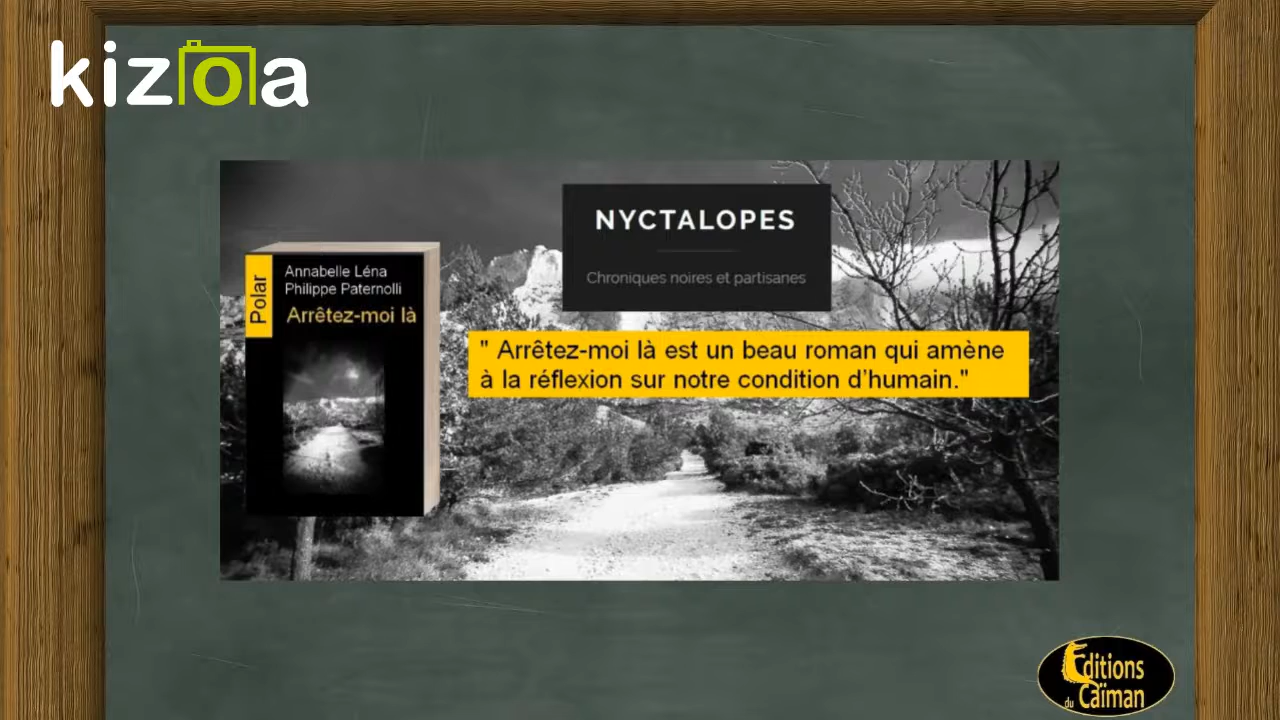 kizoa
NYCTALOPES
Chroniques noires et partisanes
Polar
Annabelle Léna
Philippe Paternolli
Arrêtez-moi là
" Arrêtez-moi là est un beau roman qui amène
à la réflexion sur notre condition d'humain."
Editions
du Caïman